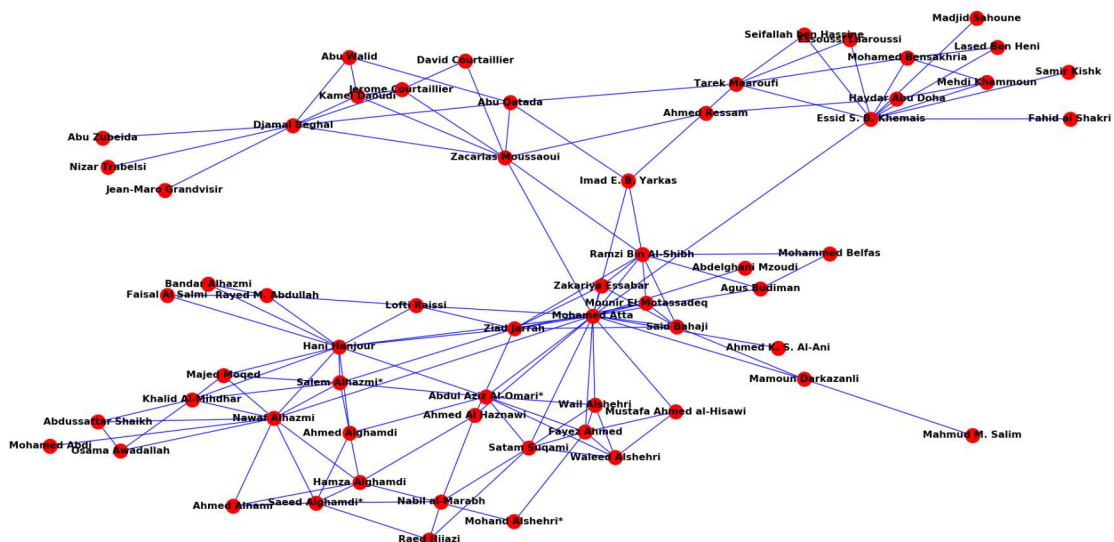 Madjid Sahoune
Seifallah ben Hassine
Essoussi Laaroussi
Lased Ben Heni
Abu Walid
David Courtaillier
Mohamed Bensakhria
Samir Kishk
Tarek Maaroufi
Mehdi Khammoun
Jerome Courtaillier
Kamel Daoudi
Abu Qatada
Haydar Abu Doha
Ahmed Ressam
Essid S. B. Khemais
Fahid al Shakri
Djamal Beghal
Abu Zubeida
Zacarias Moussaoui
Nizar Trabelsi
Imad E. B. Yarkas
Jean-Maro Grandvisir
Ramzi Bin Al-Shibh
Mohammed Belfas
Abdelghani Mzoudi
Bandar Alhazmi
Zakariya Essabar
Agus Budiman
Faisal Al Salmi
Rayed M. Abdullah
Lofti Raissi
Mounir El Motassadeq
Mohamed Atta
Ziad Jarrah
Said Bahaji
Hani Hanjour
Ahmed K. S. Al-Ani
Majed Moqed
Salem Alhazmi*
Mamoun Darkazanli
Khalid Al-Mihdhar
Abdul Aziz Al-Omari*
Wail Alshehri
Mustafa Ahmed al-Hisawi
Abdussattar Shaikh
Nawaf Alhazmi
Ahmed Al Haznawi
Ahmed Alghamdi
Fayez Ahmed
Mahmud M. Salim
Mohamed Abdi
Osama Awadallah
Satam Suqami
Waleed Alshehri
Hamza Alghamdi
Ahmed Alnami
Saeed Alghamdi*
Nabil al-Marabh
Mohand Alshehri*
Raed Hijazi